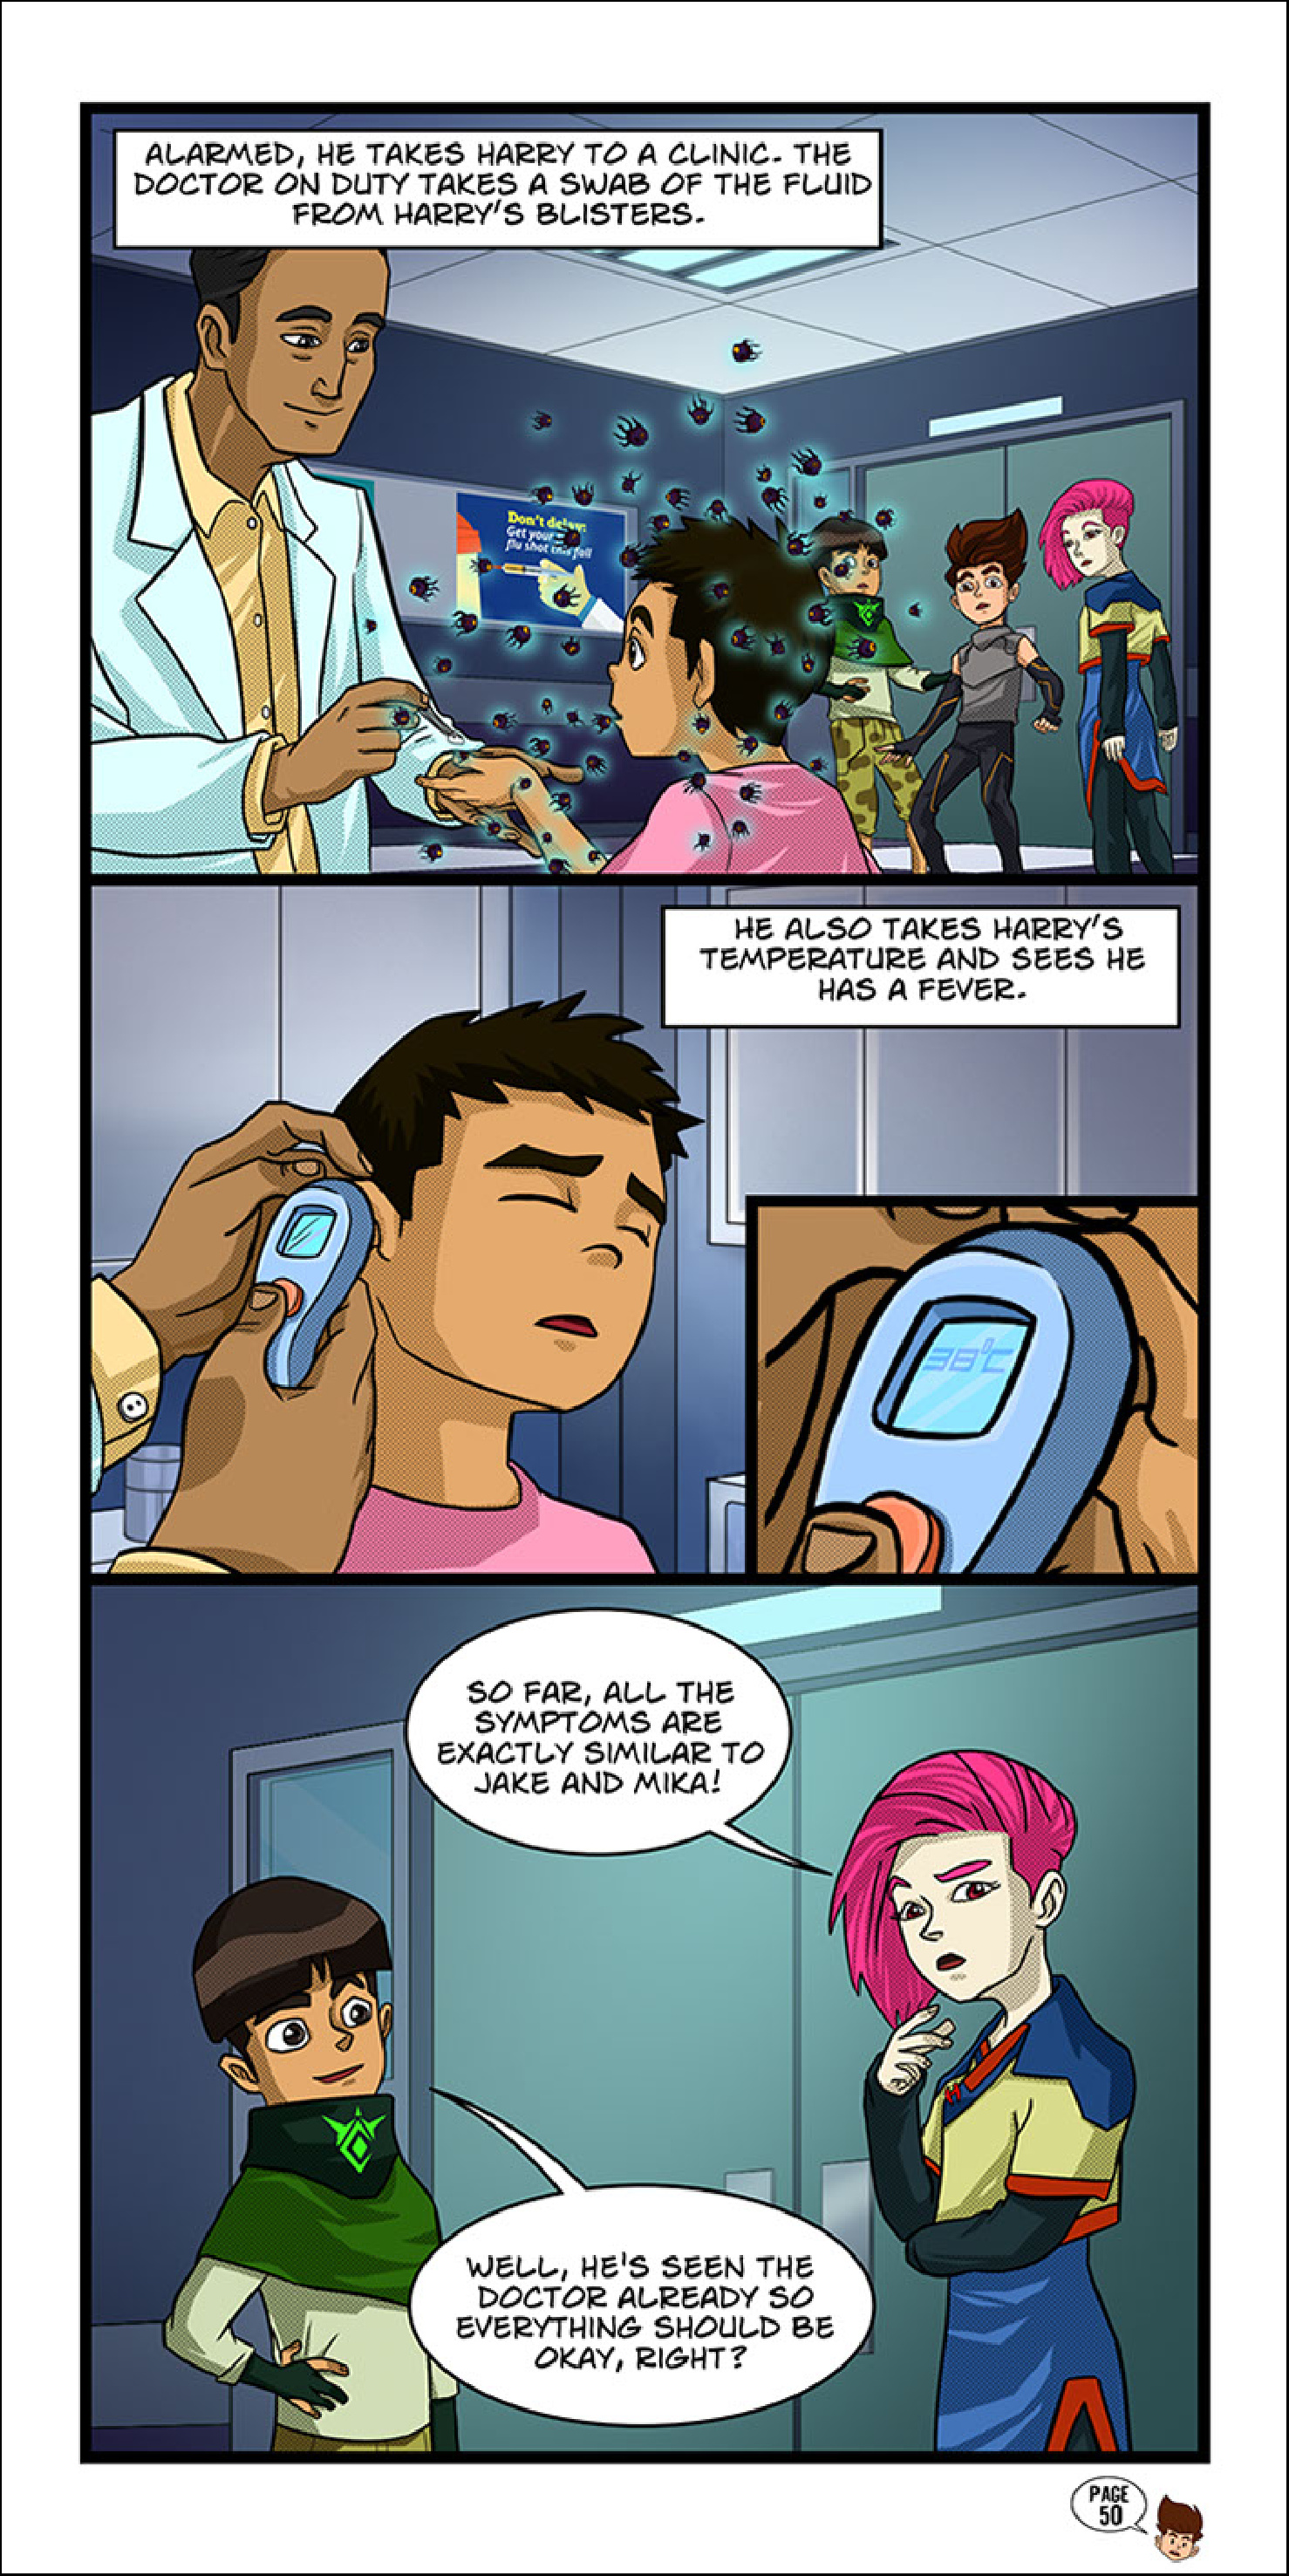 ALARMED, HE TAKES HARRY TO A CLINIC. THE
DOCTOR ON DUTY TAKES A SWAB OF THE FLUID
FROM HARRY'S BLISTERS.
Don't delay:
Get your
flu shot this fall
HE ALSO TAKES HARRY'S
TEMPERATURE AND SEES HE
HAS A FEVER.
38°C
SO FAR, ALL THE
SYMPTOMS ARE
EXACTLY SIMILAR TO
JAKE AND MIKA!
WELL, HE'S SEEN THE
DOCTOR ALREADY SO
EVERYTHING SHOULD BE
OKAY, RIGHT?
PAGE
50